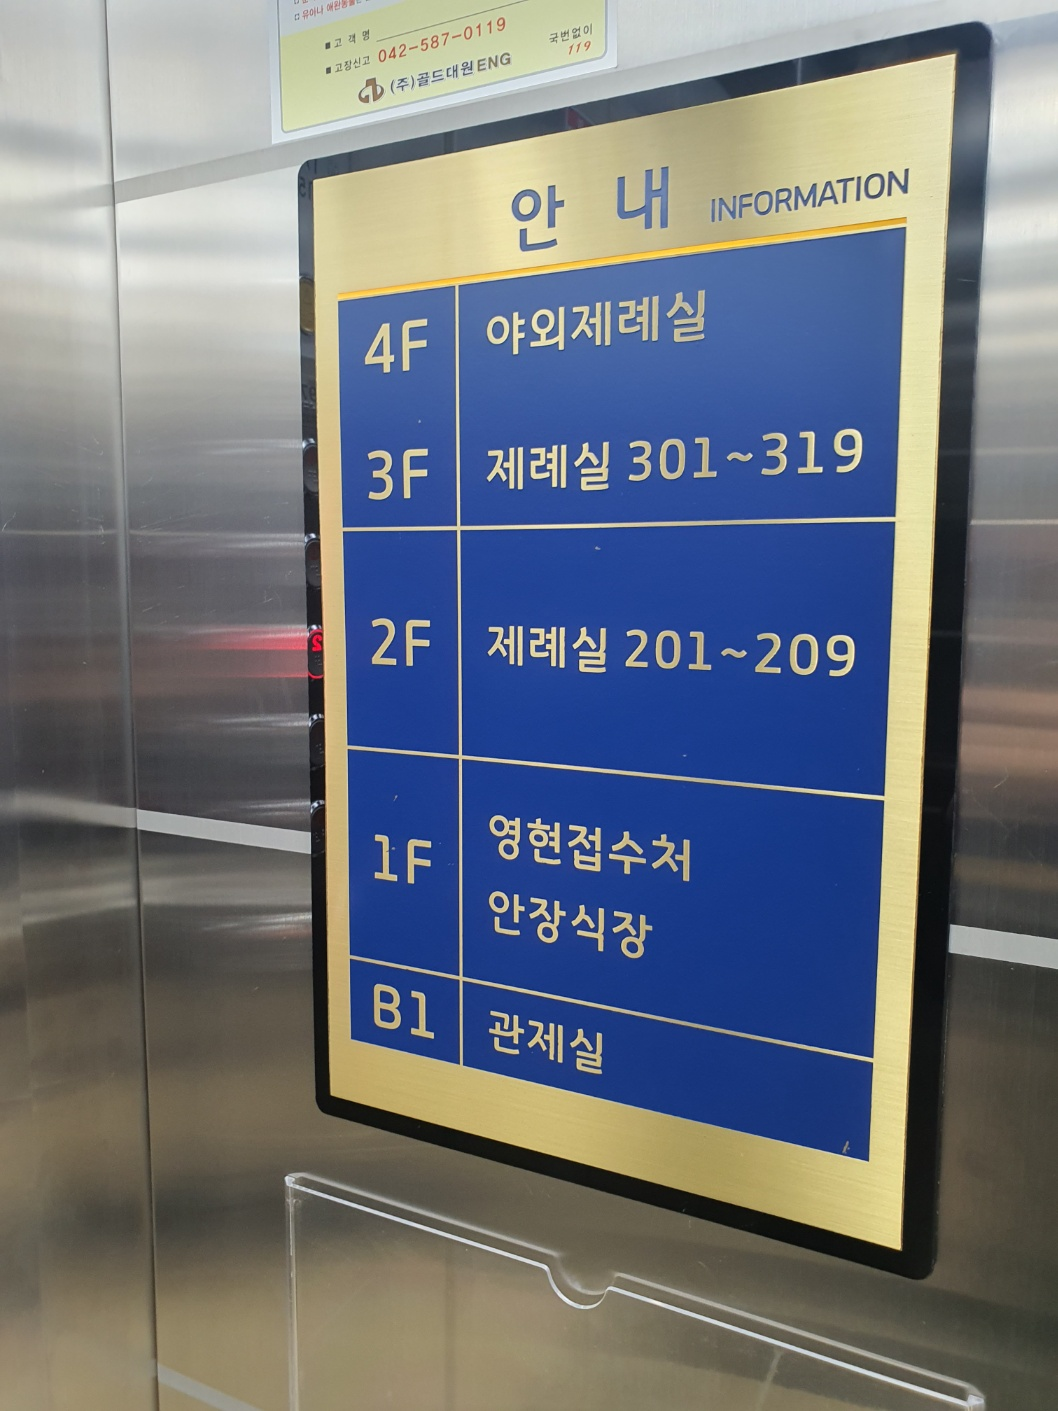 ■ 고 객 명
■ 고장신고 042-587-0119 국번없이 119
(주)골드대원ENG
안 내 INFORMATION
4F 야외제례실
3F 제례실 301~319
2F 제례실 201~209
1F 영현접수처
안장식장
B1 관제실